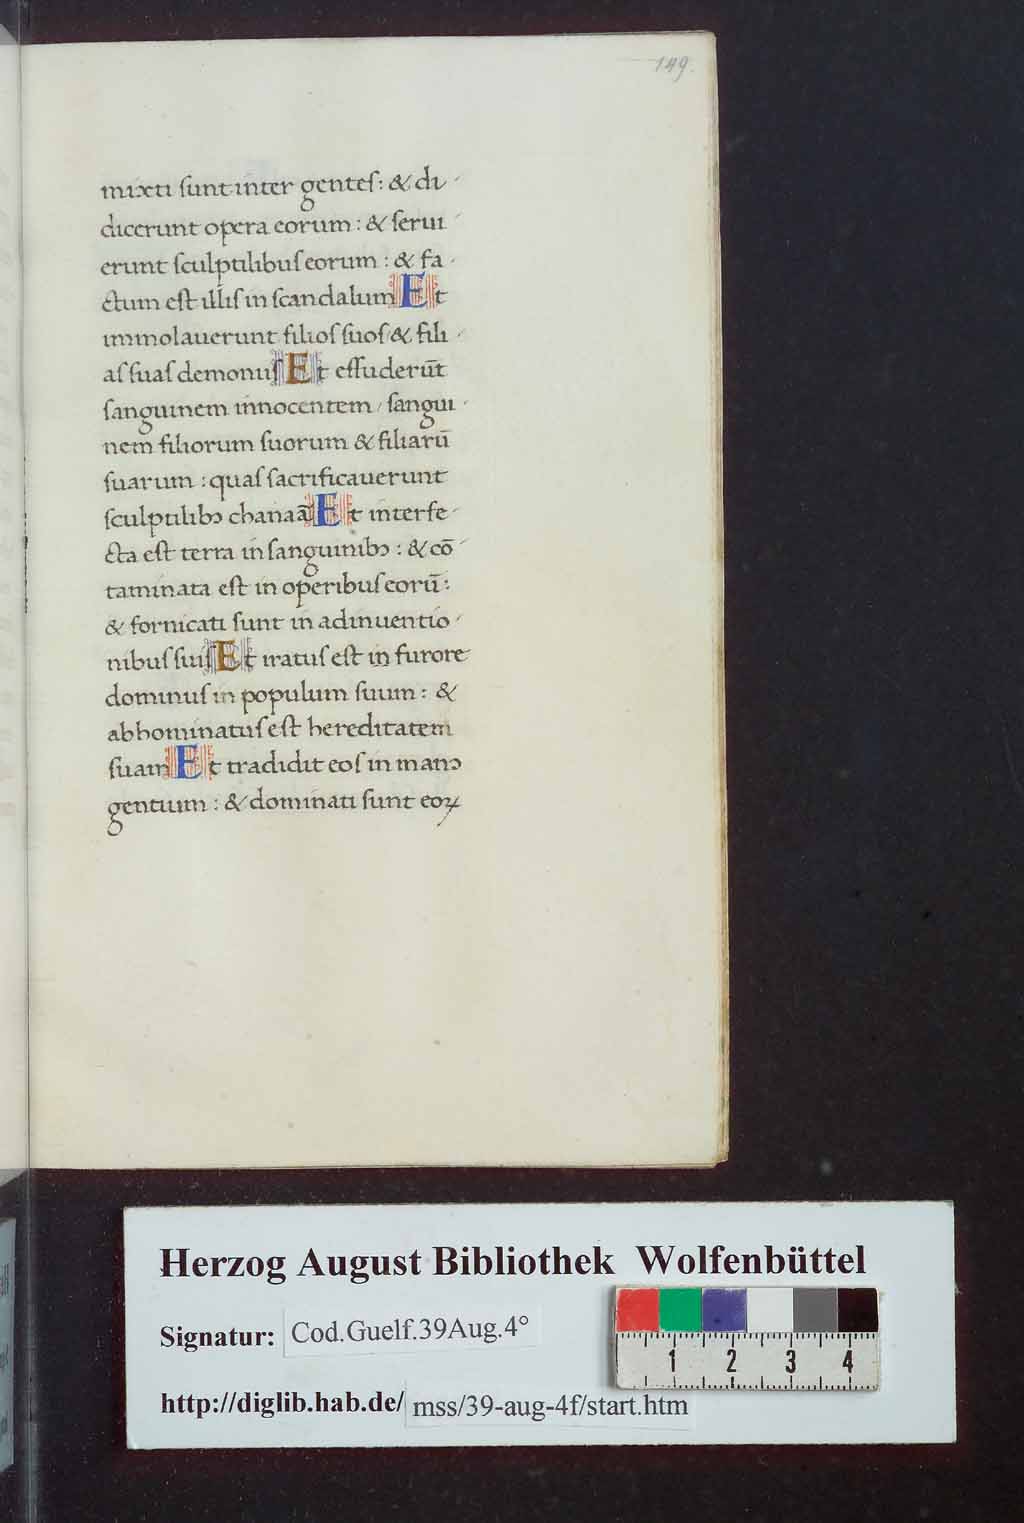 149.
mixti sunt inter gentes: & di-
dicerunt opera eorum: & serui-
erunt sculptilibus eorum: & fa-
ctum est illis in scandalum Et
immolauerunt filios suos & fili-
as suas demoniis Et effuderūt
sanguinem innocentem / sangui-
nem filiorum suorum & filiarū
suarum: quas sacrificauerunt
sculptilibꝫ chanaā Et interfe-
cta est terra in sanguinibꝫ: & cō-
taminata est in operibus eorū:
& fornicati sunt in adinuentio-
nibus suis Et iratus est in furore
dominus in populum suum: &
abhominatus est hereditatem
suam Et tradidit eos in manꝰ
gentium: & dominati sunt eoꝝ
Herzog August Bibliothek Wolfenbüttel
Signatur: Cod.Guelf.39Aug.4°
http://diglib.hab.de/ mss/39-aug-4f/start.htm
1 2 3 4